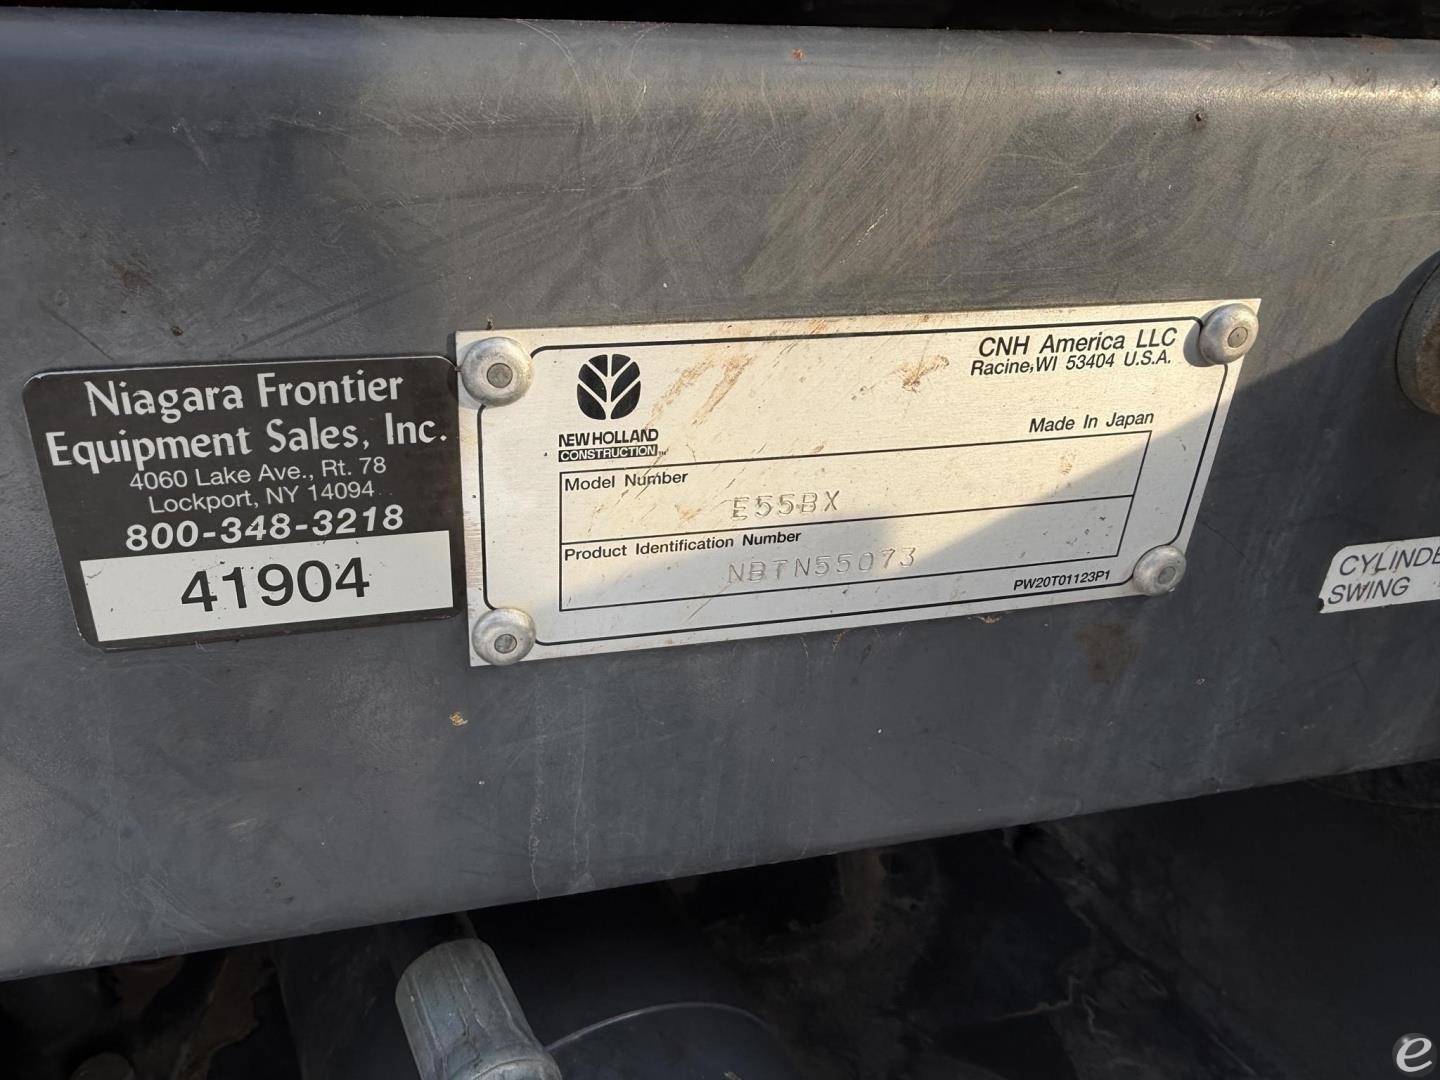 Niagara Frontier
Equipment Sales, Inc.
4060 Lake Ave., Rt. 78
Lockport, NY 14094
800-348-3218
41904
NEW HOLLAND
CONSTRUCTION™
CNH America LLC
Racine, WI 53404 U.S.A.
Made In Japan
Model Number
E55BX
Product Identification Number
NBTN55073
PW20T01123P1
CYLINDE
SWING
e